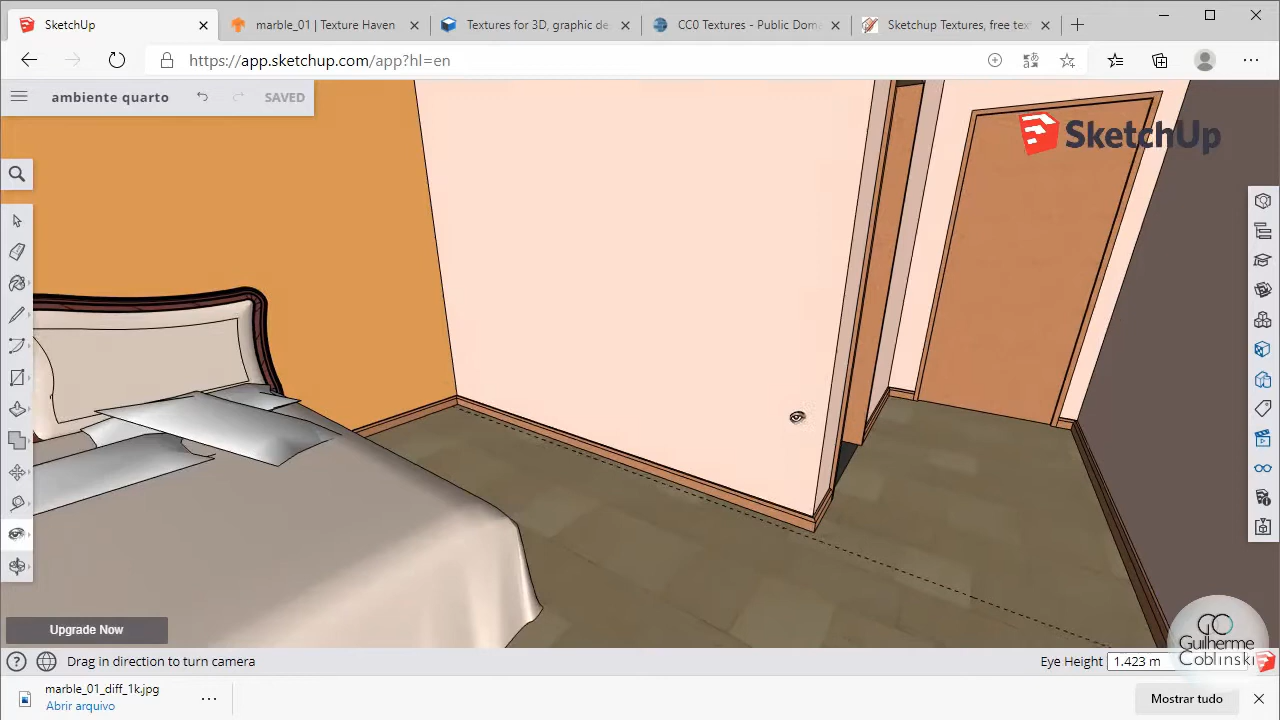 SketchUp
marble_01 | Texture Haven
Textures for 3D, graphic de
CC0 Textures - Public Dom
Sketchup Textures, free tex
https://app.sketchup.com/app?hl=en
ambiente quarto
SAVED
SketchUp
Upgrade Now
Drag in direction to turn camera
Eye Height
1.423 m
GC
Guilherme
Coblinski
marble_01_diff_1k.jpg
Abrir arquivo
Mostrar tudo